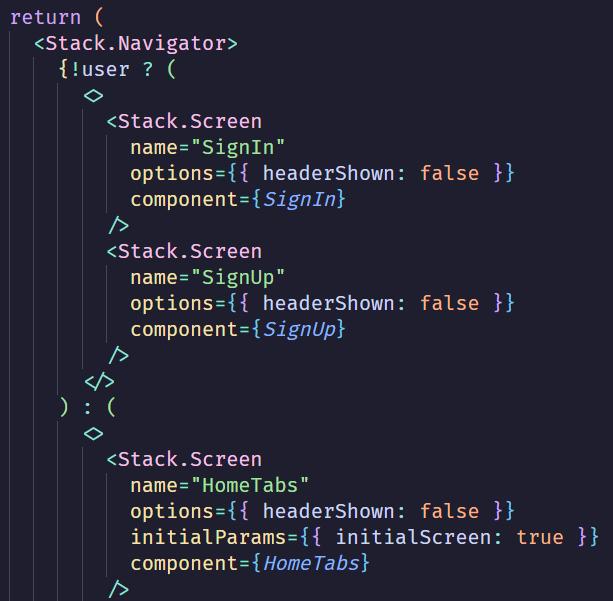 return (
<Stack.Navigator>
{!user ? (
<>
<Stack.Screen
name="SignIn"
options={{ headerShown: false }}
component={SignIn}
/>
<Stack.Screen
name="SignUp"
options={{ headerShown: false }}
component={SignUp}
/>
</>
) : (
<>
<Stack.Screen
name="HomeTabs"
options={{ headerShown: false }}
initialParams={{ initialScreen: true }}
component={HomeTabs}
/>